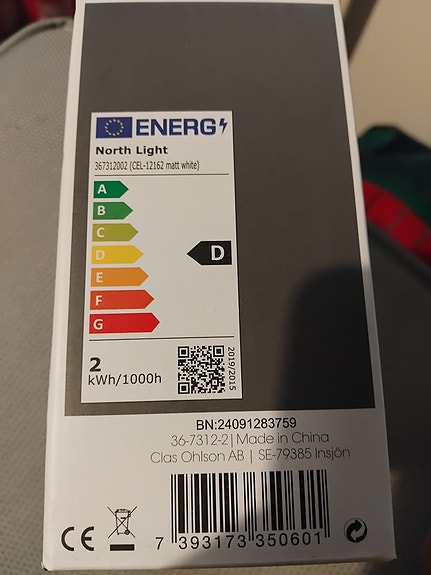 ENERG
North Light
367312002 (CEL-12162 matt white)
A
B
C
D
D
E
F
G
2
kWh/1000h
2019/2015
BN:24091283759
36-7312-2|Made in China
Clas Ohlson AB | SE-79385 Insjön
CE
7 393173 350601